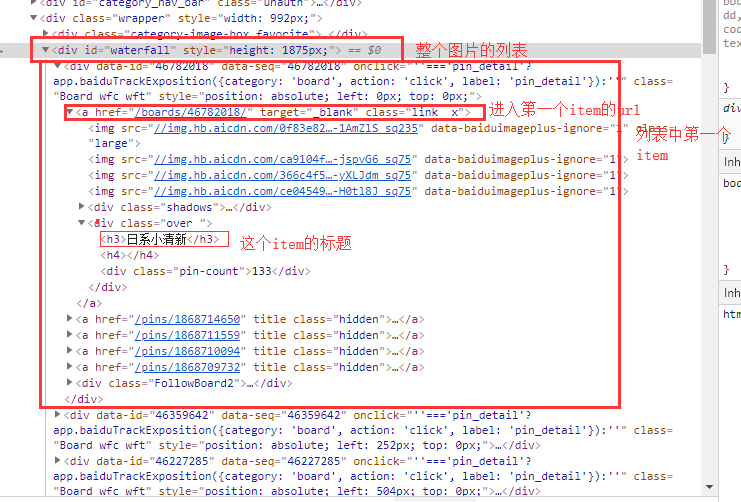 <div id="category_nav_bar" class="unauth">…</div>
▼<div class="wrapper" style="width: 992px;">
▶<div class="category-image-box favorite">…</div>
▼<div id="waterfall" style="height: 1875px;"> == $0
整个图片的列表
▼<div data-id="46782018" data-seq="46782018" onclick="''==='pin_detail'?
app.baiduTrackExposition({category: 'board', action: 'click', label: 'pin_detail'}):''" class=
"Board wfc wft" style="position: absolute; left: 0px; top: 0px;">
▼<a href="/boards/46782018/" target="_blank" class="link x">
进入第一个item的url
<img src="//img.hb.aicdn.com/0f83e82…-1AmZlS_sq235" data-baiduimageplus-ignore="1" class=
"large">
列表中第一个
item
<img src="//img.hb.aicdn.com/ca9104f…-jspvG6_sq75" data-baiduimageplus-ignore="1">
<img src="//img.hb.aicdn.com/366c4f5…-yXLJdm_sq75" data-baiduimageplus-ignore="1">
<img src="//img.hb.aicdn.com/ce04549…-H0tl8J_sq75" data-baiduimageplus-ignore="1">
▶<div class="shadows">…</div>
▼<div class="over ">
<h3>日系小清新</h3>
这个item的标题
<h4></h4>
<div class="pin-count">133</div>
</div>
</a>
▶<a href="/pins/1868714650" title class="hidden">…</a>
▶<a href="/pins/1868711559" title class="hidden">…</a>
▶<a href="/pins/1868710094" title class="hidden">…</a>
▶<a href="/pins/1868709732" title class="hidden">…</a>
▶<div class="FollowBoard2">…</div>
</div>
▶<div data-id="46359642" data-seq="46359642" onclick="''==='pin_detail'?
app.baiduTrackExposition({category: 'board', action: 'click', label: 'pin_detail'}):''" class=
"Board wfc wft" style="position: absolute; left: 252px; top: 0px;">…</div>
▶<div data-id="46227285" data-seq="46227285" onclick="''==='pin_detail'?
app.baiduTrackExposition({category: 'board', action: 'click', label: 'pin_detail'}):''" class=
"Board wfc wft" style="position: absolute; left: 504px; top: 0px;">…</div>
dd,
cod
tex
}
div
}
Inh
bod
}
Inh
htm